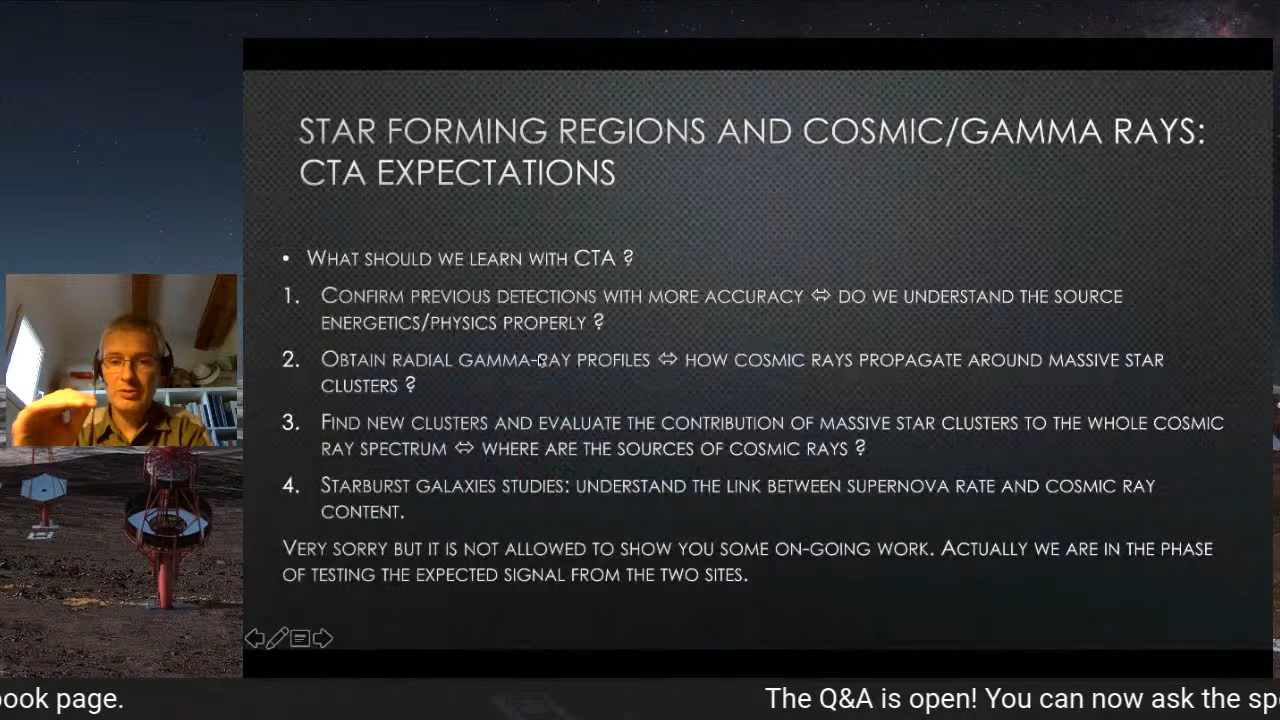 STAR FORMING REGIONS AND COSMIC/GAMMA RAYS:
CTA EXPECTATIONS
• WHAT SHOULD WE LEARN WITH CTA ?
1. CONFIRM PREVIOUS DETECTIONS WITH MORE ACCURACY ⇔ DO WE UNDERSTAND THE SOURCE
ENERGETICS/PHYSICS PROPERLY ?
2. OBTAIN RADIAL GAMMA-RAY PROFILES ⇔ HOW COSMIC RAYS PROPAGATE AROUND MASSIVE STAR
CLUSTERS ?
3. FIND NEW CLUSTERS AND EVALUATE THE CONTRIBUTION OF MASSIVE STAR CLUSTERS TO THE WHOLE COSMIC
RAY SPECTRUM ⇔ WHERE ARE THE SOURCES OF COSMIC RAYS ?
4. STARBURST GALAXIES STUDIES: UNDERSTAND THE LINK BETWEEN SUPERNOVA RATE AND COSMIC RAY
CONTENT.
VERY SORRY BUT IT IS NOT ALLOWED TO SHOW YOU SOME ON-GOING WORK. ACTUALLY WE ARE IN THE PHASE
OF TESTING THE EXPECTED SIGNAL FROM THE TWO SITES.
ook page.
The Q&A is open! You can now ask the sp